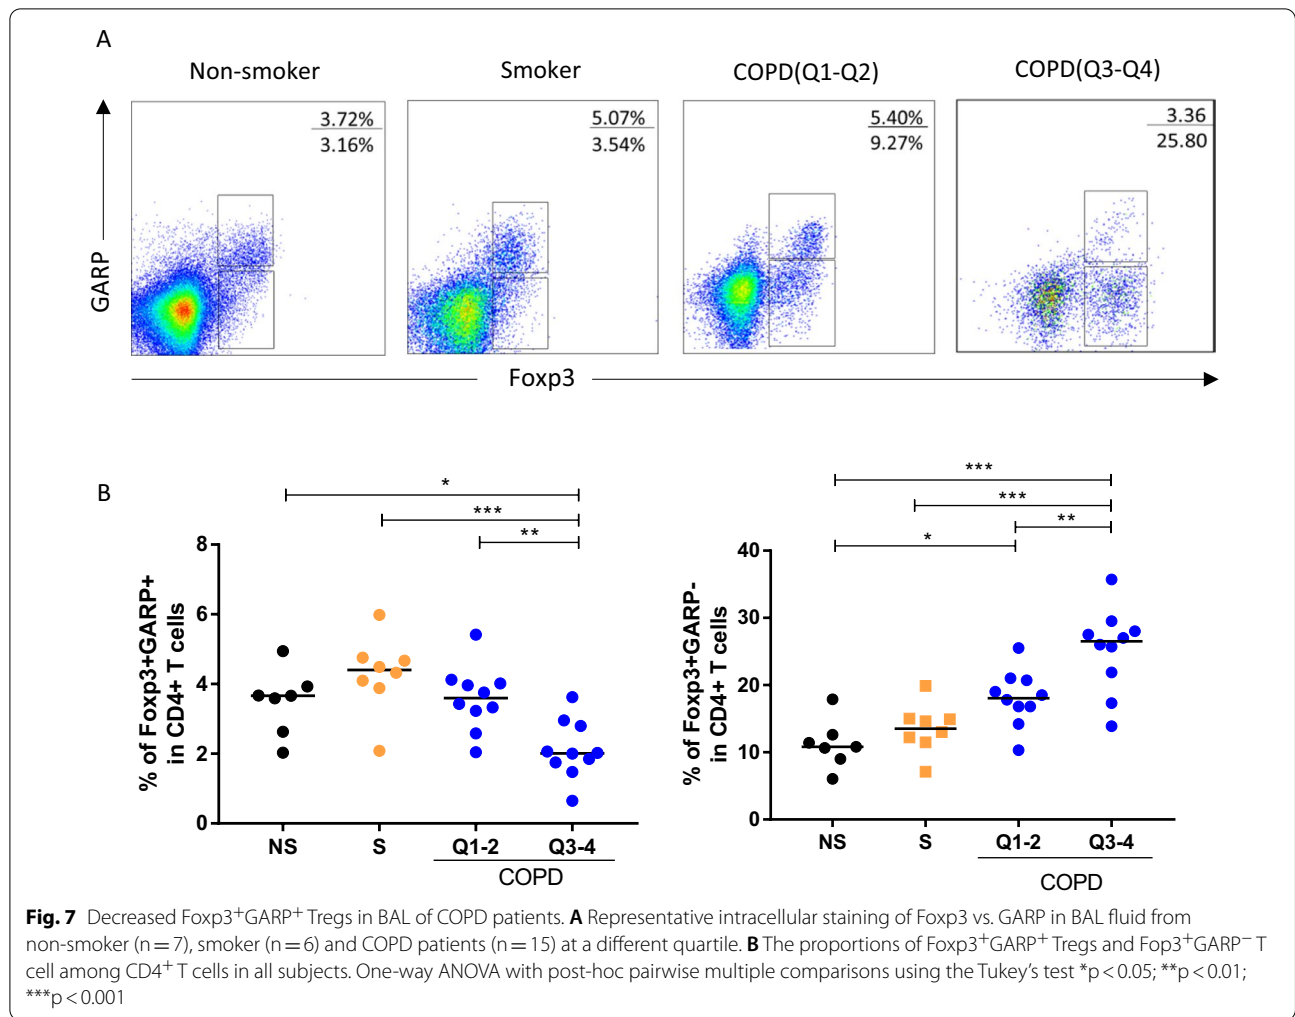 A
Non-smoker
Smoker
COPD(Q1-Q2)
COPD(Q3-Q4)
3.72%
3.16%
5.07%
3.54%
5.40%
9.27%
3.36
25.80
GARP
Foxp3
B
*
***
**
8
6
4
2
0
% of Foxp3+GARP+
in CD4+ T cells
NS
S
Q1-2
Q3-4
COPD
***
***
**
*
40
30
20
10
0
% of Foxp3+GARP-
in CD4+ T cells
NS
S
Q1-2
Q3-4
COPD
Fig. 7 Decreased Foxp3⁺GARP⁺ Tregs in BAL of COPD patients. A Representative intracellular staining of Foxp3 vs. GARP in BAL fluid from
non-smoker (n = 7), smoker (n = 6) and COPD patients (n = 15) at a different quartile. B The proportions of Foxp3⁺GARP⁺ Tregs and Fop3⁺GARP⁻ T
cell among CD4⁺ T cells in all subjects. One-way ANOVA with post-hoc pairwise multiple comparisons using the Tukey's test *p < 0.05; **p < 0.01;
***p < 0.001